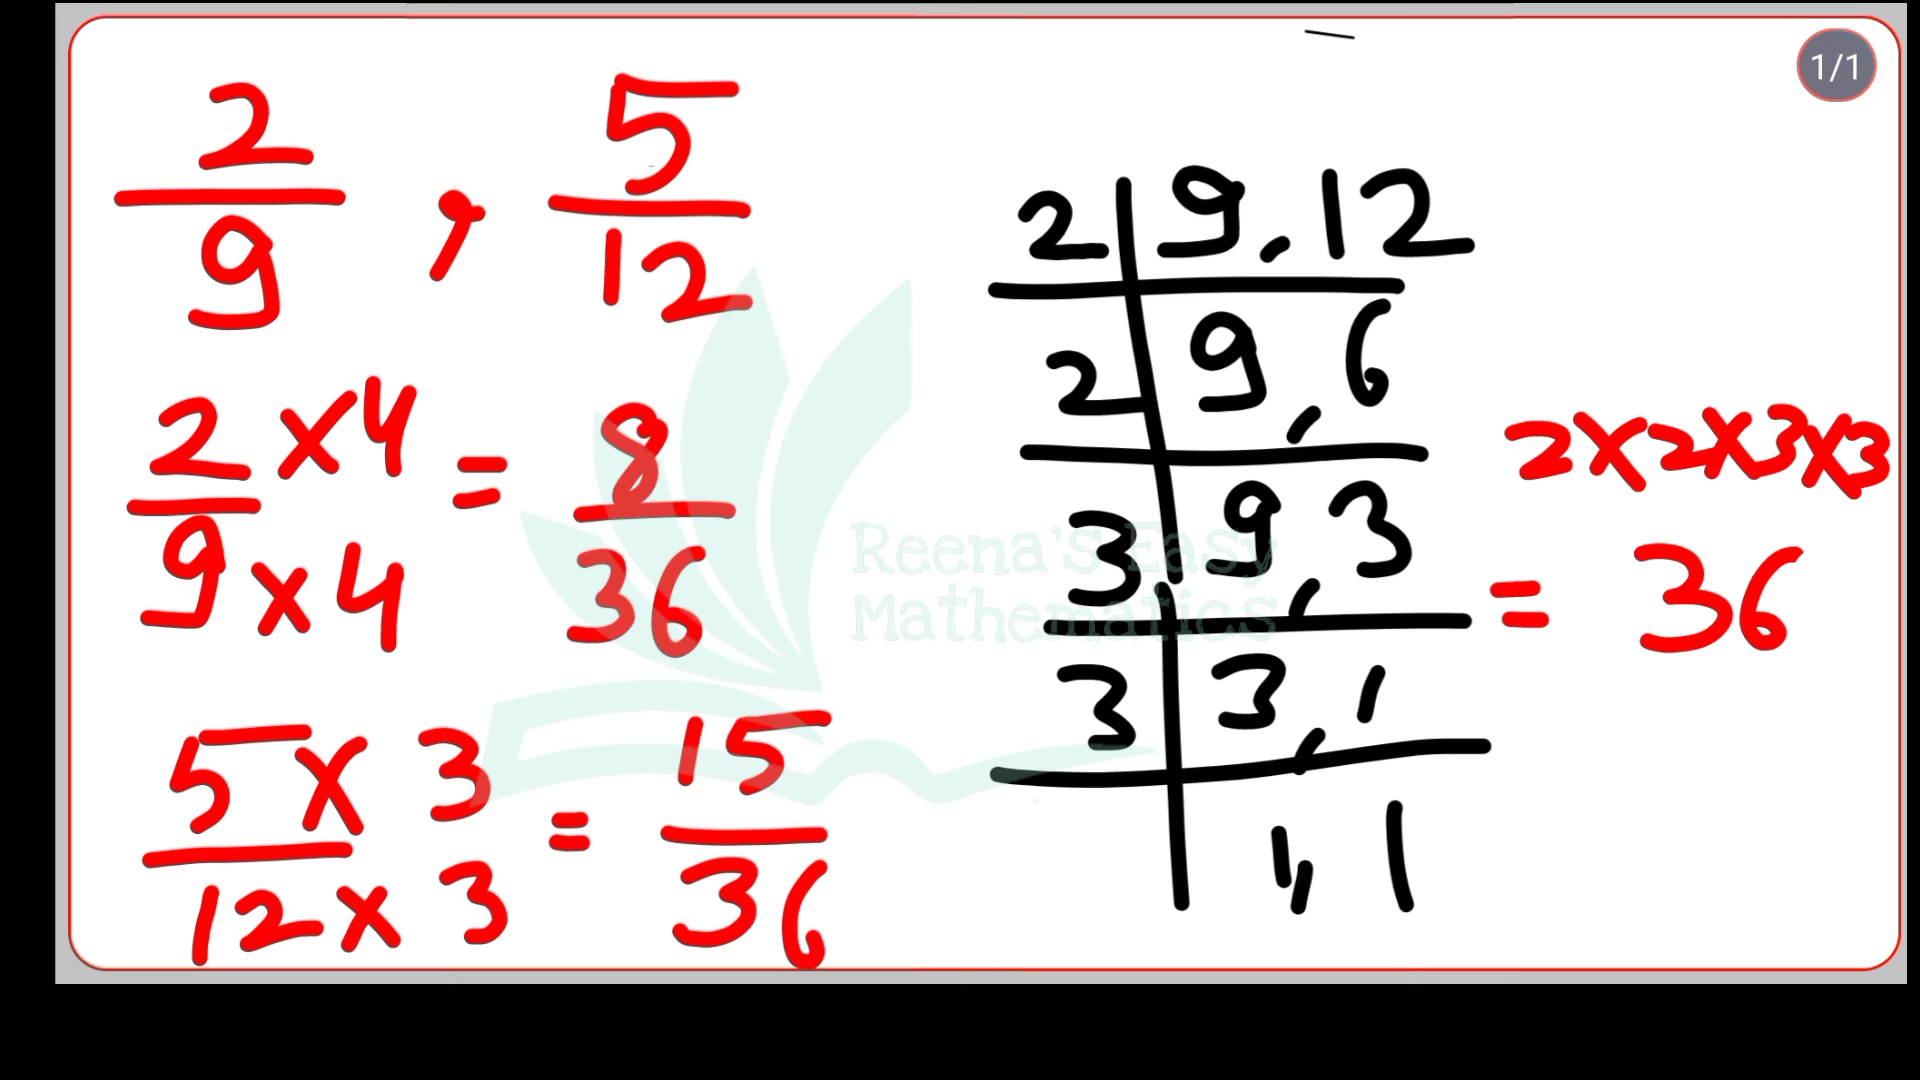 1/1
2/9 , 5/12
2/9 × 4/4 = 8/36
5/12 × 3/3 = 15/36
2 | 9, 12
2 | 9, 6
3 | 9, 3
3 | 3, 1
1, 1
2×2×3×3
= 36
Reena's Easy
Mathematics